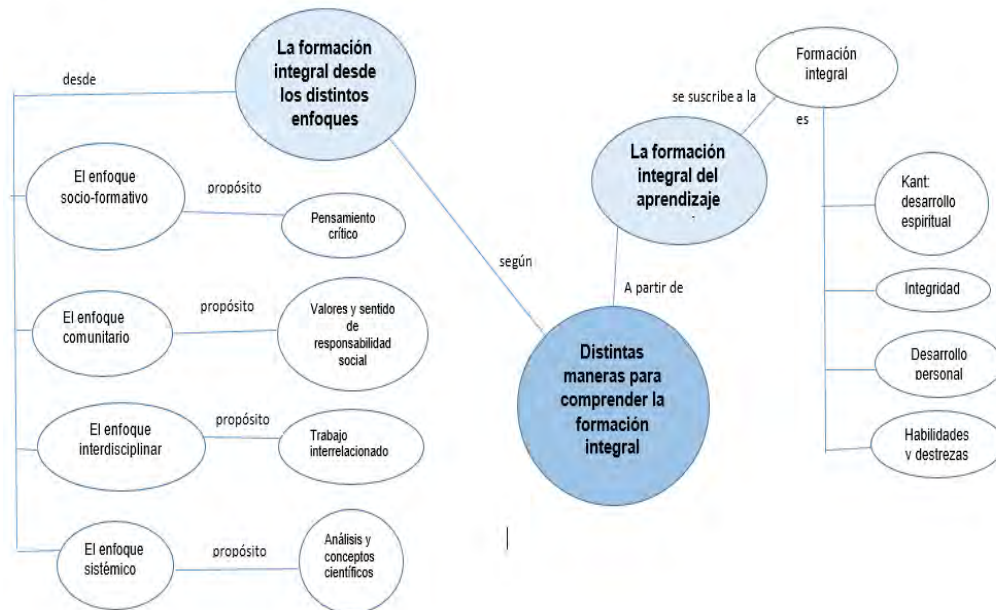 La formación
integral desde
los distintos
enfoques
desde
El enfoque
socio-formativo
propósito
Pensamiento
crítico
El enfoque
comunitario
propósito
Valores y sentido
de
responsabilidad
social
El enfoque
interdisciplinar
propósito
Trabajo
interrelacionado
El enfoque
sistémico
propósito
Análisis y
conceptos
científicos
según
Distintas
maneras para
comprender la
formación
integral
A partir de
La formación
integral del
aprendizaje
se suscribe a la
Formación
integral
es
Kant:
desarrollo
espiritual
Integridad
Desarrollo
personal
Habilidades
y destrezas